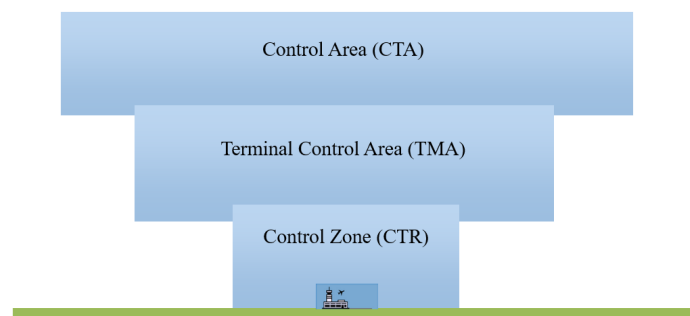 Control Area (CTA)
Terminal Control Area (TMA)
Control Zone (CTR)